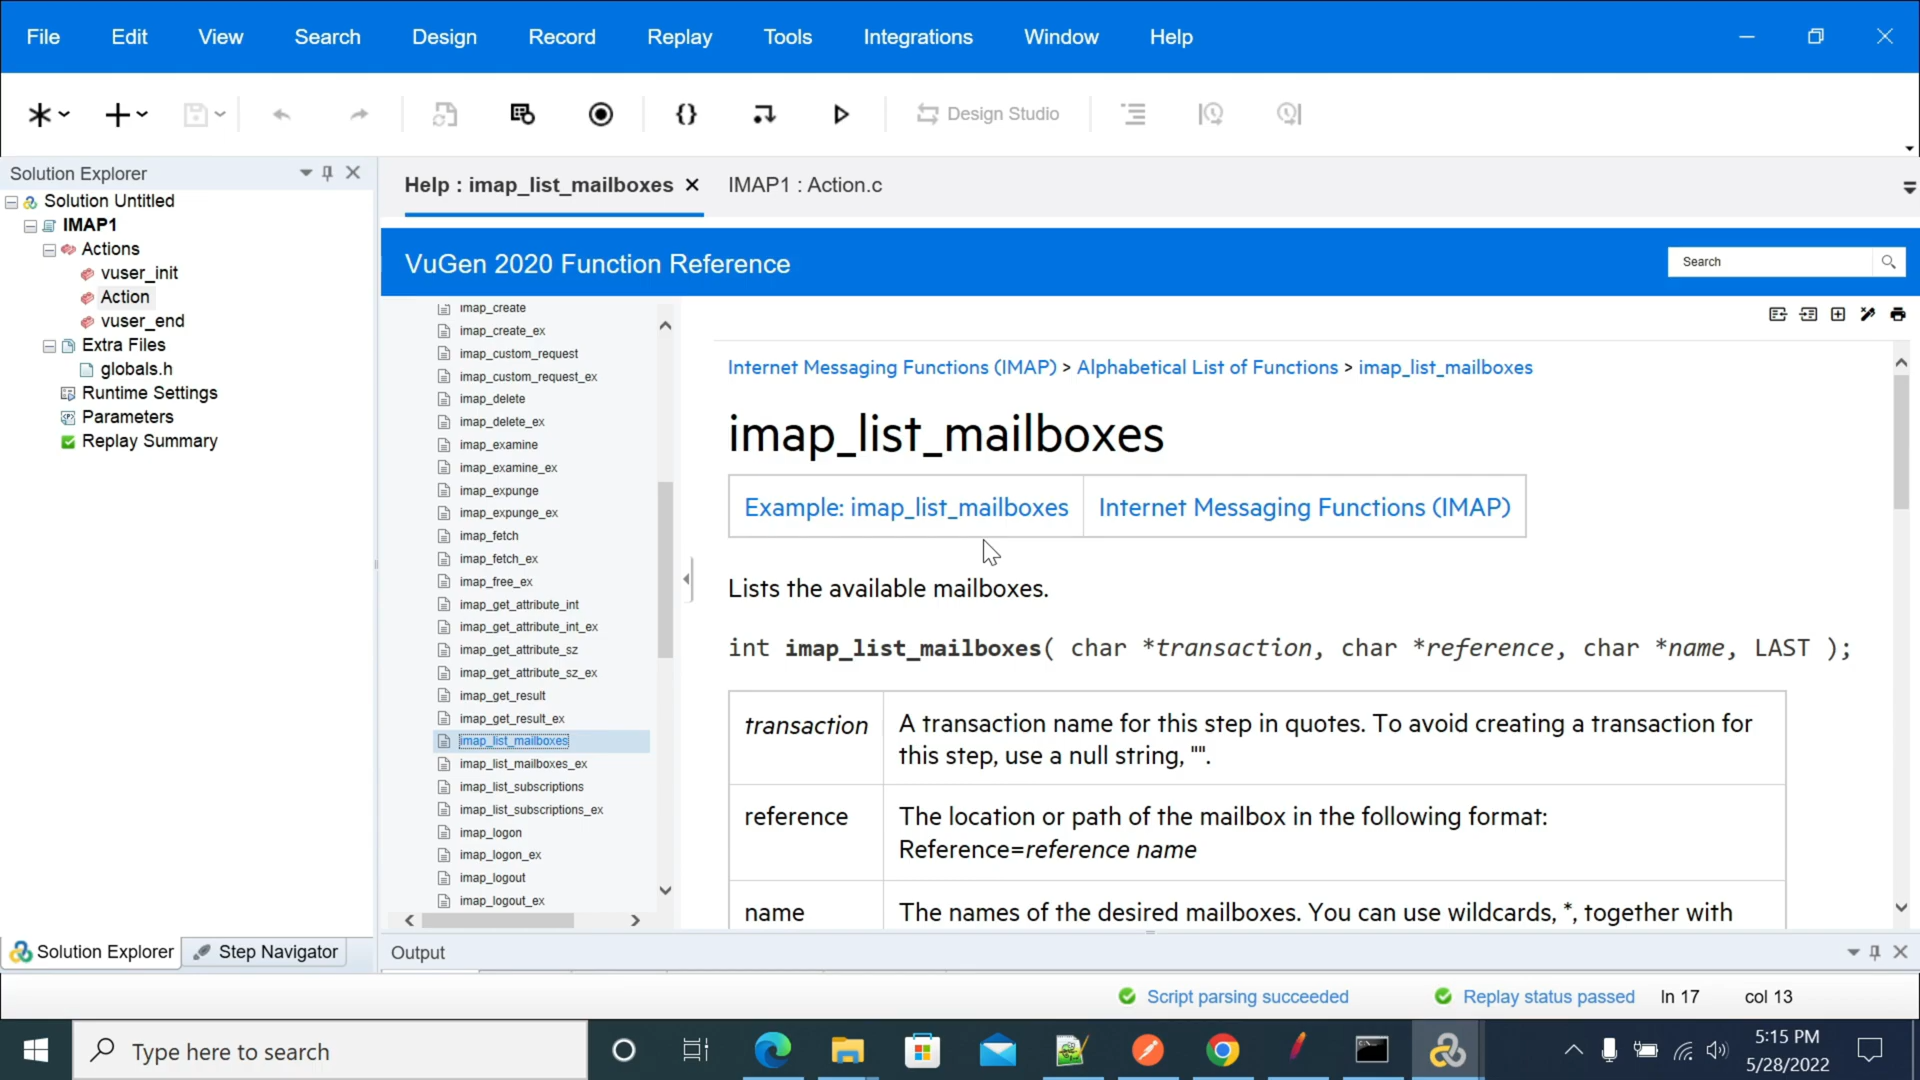 File Edit View Search Design Record Replay Tools Integrations Window Help
Design Studio
Solution Explorer
Solution Untitled
IMAP1
Actions
vuser_init
Action
vuser_end
Extra Files
globals.h
Runtime Settings
Parameters
Replay Summary
Solution Explorer Step Navigator
Help : imap_list_mailboxes IMAP1 : Action.c
VuGen 2020 Function Reference
Search
imap_create
imap_create_ex
imap_custom_request
imap_custom_request_ex
imap_delete
imap_delete_ex
imap_examine
imap_examine_ex
imap_expunge
imap_expunge_ex
imap_fetch
imap_fetch_ex
imap_free_ex
imap_get_attribute_int
imap_get_attribute_int_ex
imap_get_attribute_sz
imap_get_attribute_sz_ex
imap_get_result
imap_get_result_ex
imap_list_mailboxes
imap_list_mailboxes_ex
imap_list_subscriptions
imap_list_subscriptions_ex
imap_logon
imap_logon_ex
imap_logout
imap_logout_ex
Internet Messaging Functions (IMAP) > Alphabetical List of Functions > imap_list_mailboxes
imap_list_mailboxes
Example: imap_list_mailboxes Internet Messaging Functions (IMAP)
Lists the available mailboxes.
int imap_list_mailboxes( char *transaction, char *reference, char *name, LAST );
transaction A transaction name for this step in quotes. To avoid creating a transaction for
this step, use a null string, "".
reference The location or path of the mailbox in the following format:
Reference=reference name
name The names of the desired mailboxes. You can use wildcards, *, together with
Output
Script parsing succeeded Replay status passed ln 17 col 13
Type here to search
5:15 PM
5/28/2022